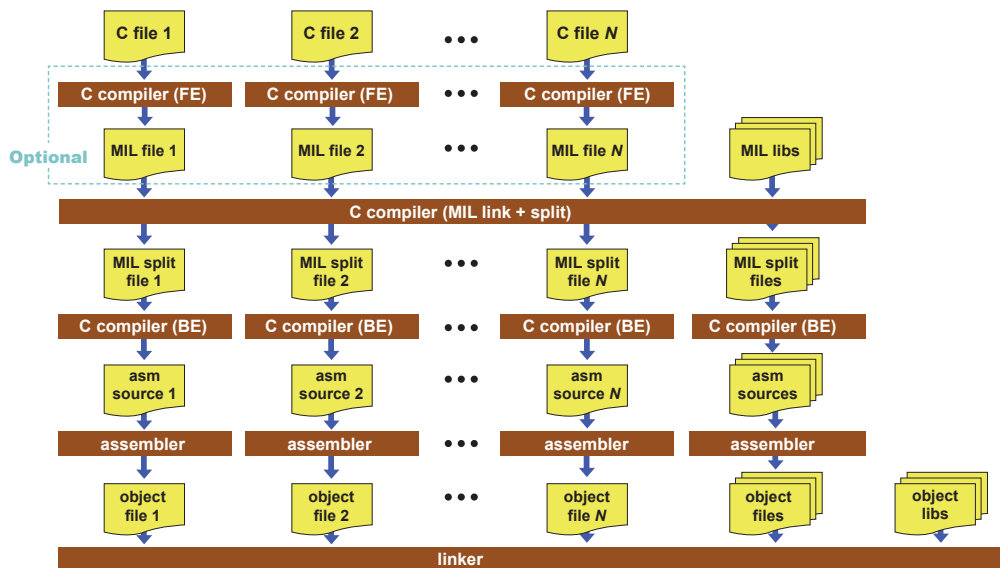 C file 1
C file 2
•••
C file N
C compiler (FE)
C compiler (FE)
•••
C compiler (FE)
Optional
MIL file 1
MIL file 2
•••
MIL file N
MIL libs
C compiler (MIL link + split)
MIL split
file 1
MIL split
file 2
•••
MIL split
file N
MIL split
files
C compiler (BE)
C compiler (BE)
•••
C compiler (BE)
C compiler (BE)
asm
source 1
asm
source 2
•••
asm
source N
asm
sources
assembler
assembler
•••
assembler
assembler
object
file 1
object
file 2
•••
object
file N
object
files
object
libs
linker